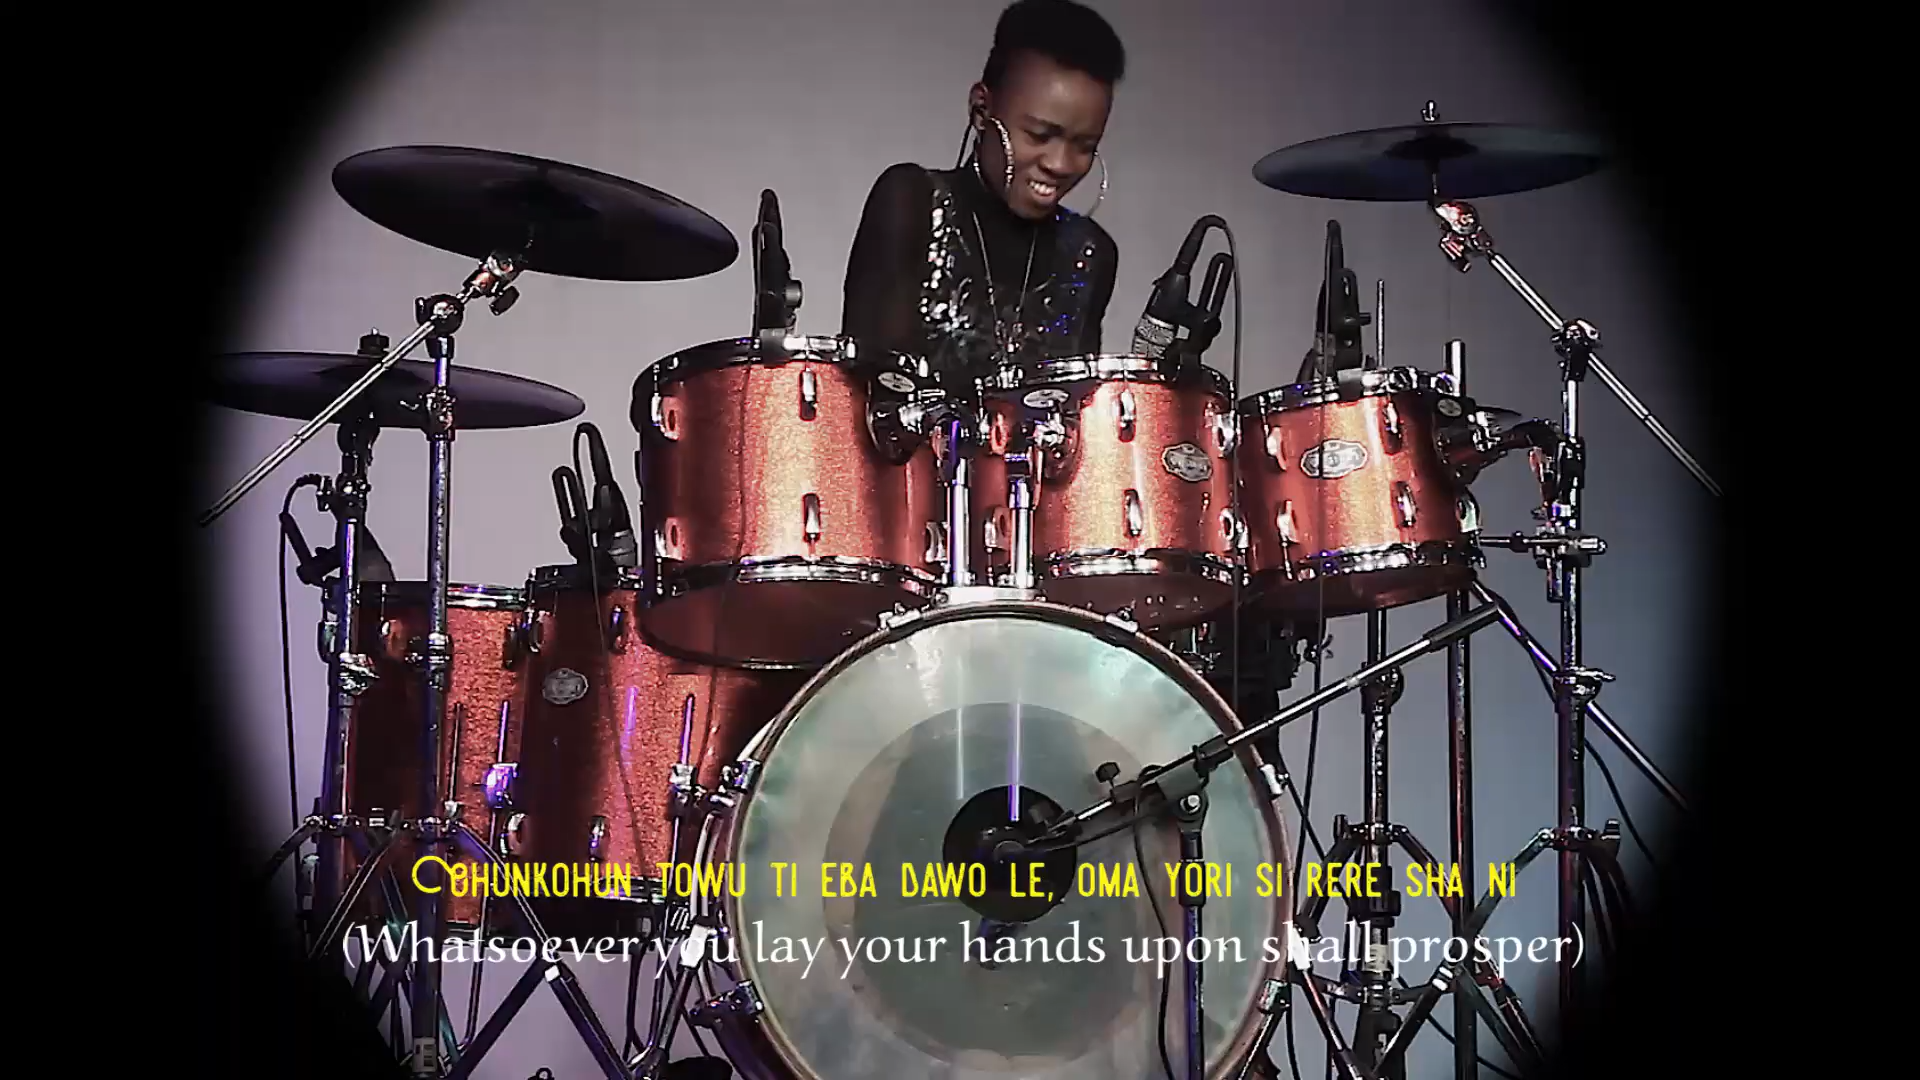 OHUNKOHUN TOWU TI EBA DAWO LE, OMA YORI SI RERE SHA NI
(Whatsoever you lay your hands upon shall prosper)